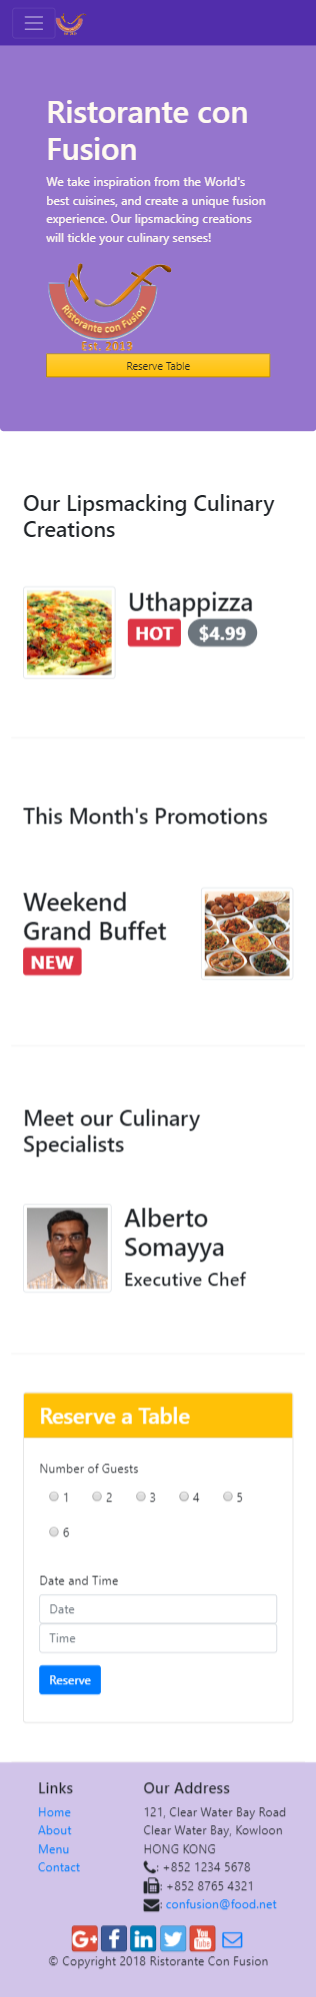 Ristorante con
Fusion
We take inspiration from the World's
best cuisines, and create a unique fusion
experience. Our lipsmacking creations
will tickle your culinary senses!
Ristorante con Fusion
Est. 2013
Reserve Table
Our Lipsmacking Culinary
Creations
Uthappizza
HOT $4.99
This Month's Promotions
Weekend
Grand Buffet
NEW
Meet our Culinary
Specialists
Alberto
Somayya
Executive Chef
Reserve a Table
Number of Guests
1 2 3 4 5
6
Date and Time
Date
Time
Reserve
Links
Home
About
Menu
Contact
Our Address
121, Clear Water Bay Road
Clear Water Bay, Kowloon
HONG KONG
: +852 1234 5678
: +852 8765 4321
: confusion@food.net
© Copyright 2018 Ristorante Con Fusion